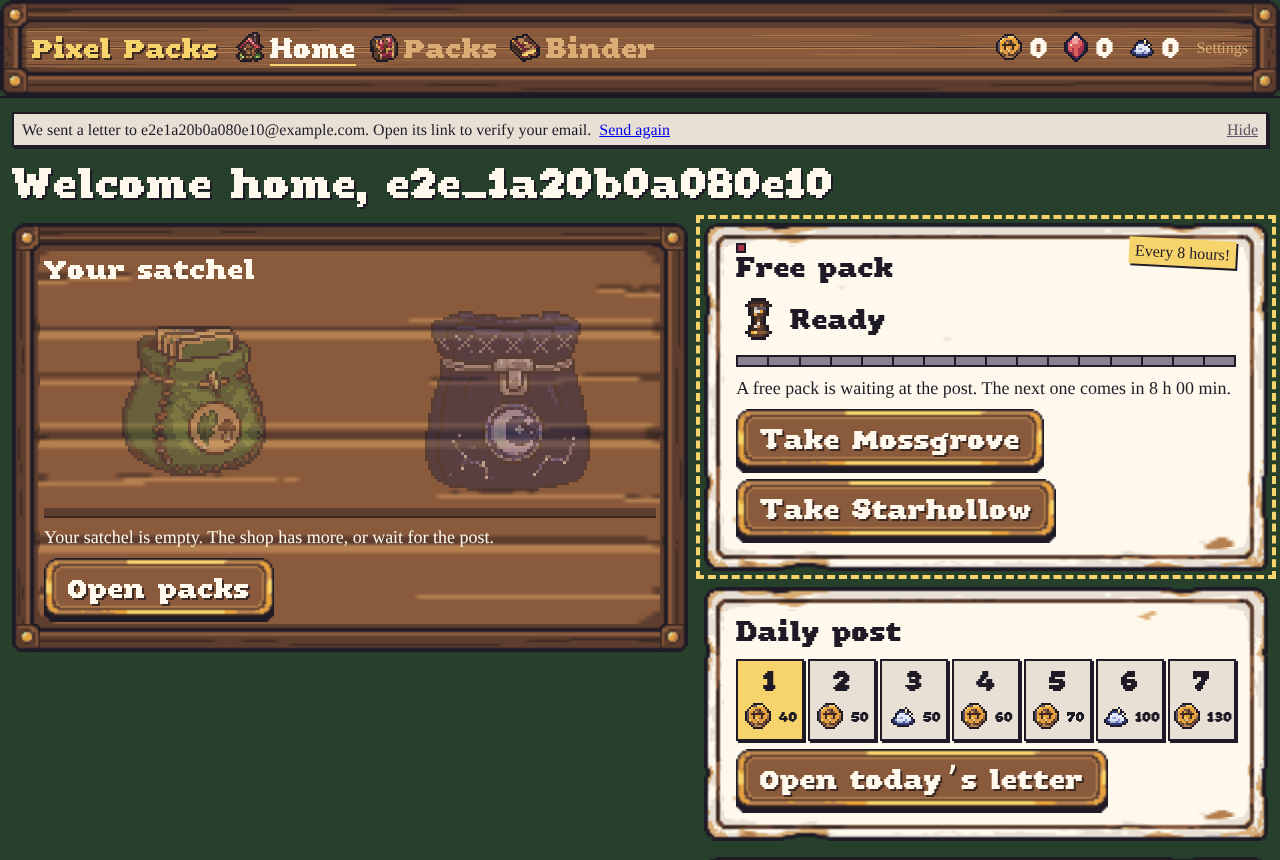 Pixel Packs Home Packs Binder 0 0 0 Settings
We sent a letter to e2e1a20b0a080e10@example.com. Open its link to verify your email. Send again Hide
Welcome home, e2e_1a20b0a080e10
Your satchel
Your satchel is empty. The shop has more, or wait for the post.
Open packs
Every 8 hours!
Free pack
Ready
A free pack is waiting at the post. The next one comes in 8 h 00 min.
Take Mossgrove
Take Starhollow
Daily post
1 2 3 4 5 6 7
40 50 50 60 70 100 130
Open today's letter